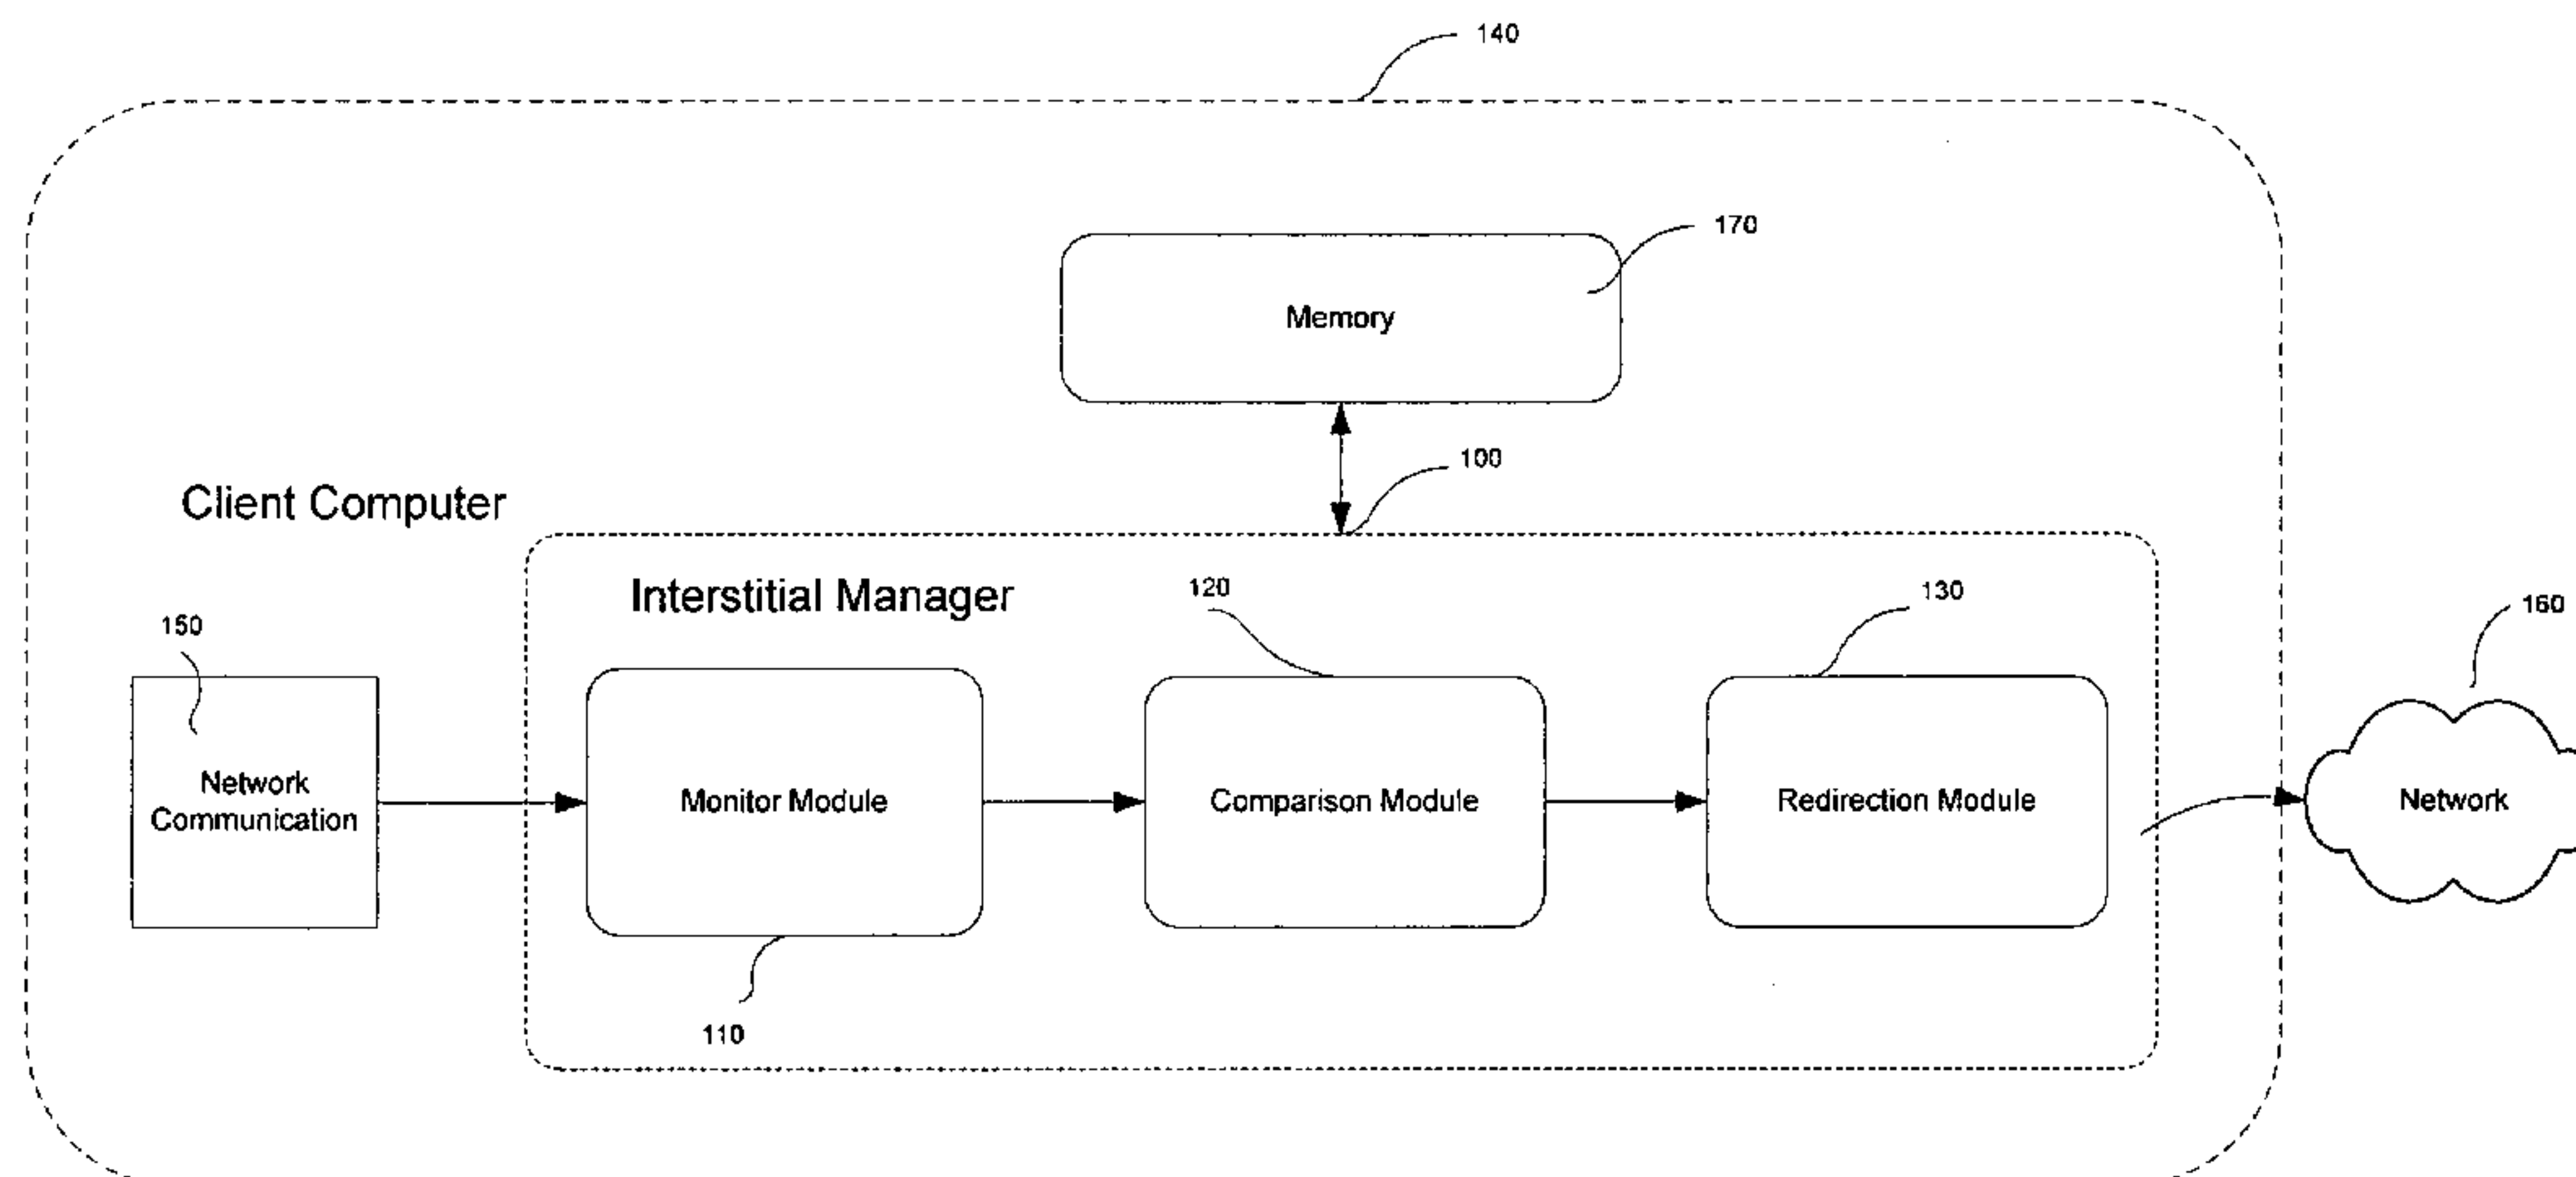 140
170
Memory
100
Client Computer
Interstitial Manager
120
130
160
150
Network
Communication
Monitor Module
Comparison Module
Redirection Module
Network
110